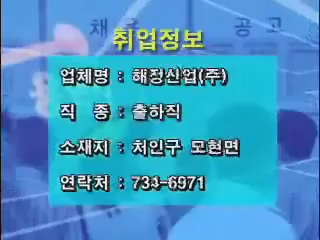 채용 공고
취업정보
업체명 : 해정산업(주)
직 종 : 출하직
소재지 : 처인구 모현면
연락처 : 734-6971